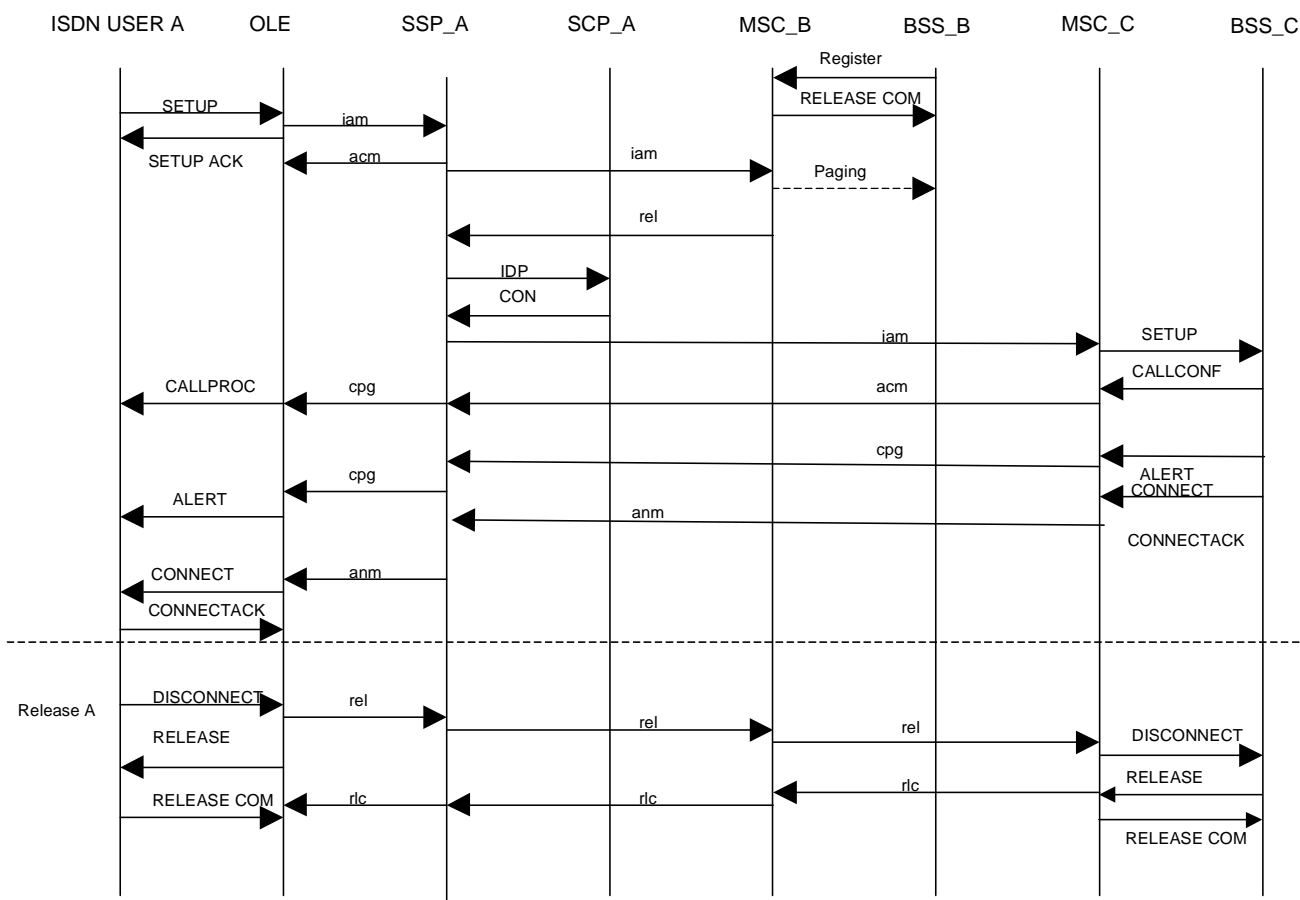 ISDN USER A OLE SSP_A SCP_A MSC_B BSS_B MSC_C BSS_C
Register
SETUP
RELEASE COM
iam
SETUP ACK
acm
iam
Paging
rel
IDP
CON
iam
SETUP
CALLCONF
CALLPROC
cpg
acm
cpg
ALERT
cpg
CONNECT
ALERT
anm
CONNECTACK
CONNECT
anm
CONNECTACK
Release A
DISCONNECT
rel
rel
rel
DISCONNECT
RELEASE
RELEASE
RELEASE COM
rlc
rlc
rlc
RELEASE COM